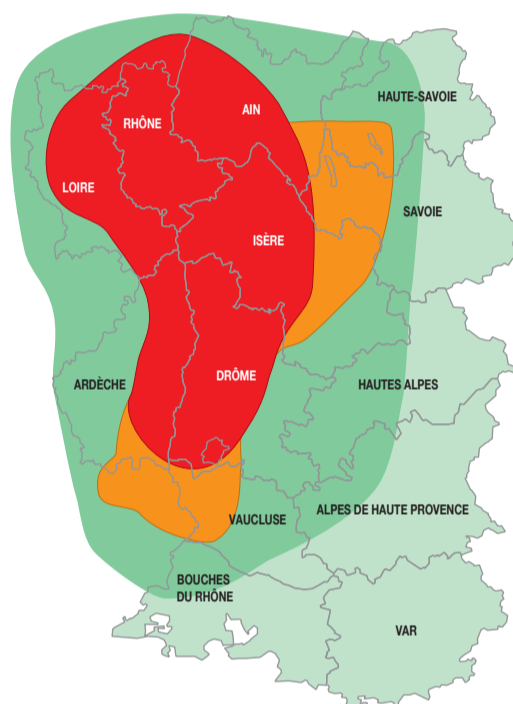 HAUTE-SAVOIE
AIN
RHÔNE
LOIRE
SAVOIE
ISÈRE
ARDÈCHE
DRÔME
HAUTES ALPES
VAUCLUSE
ALPES DE HAUTE PROVENCE
BOUCHES
DU RHÔNE
VAR